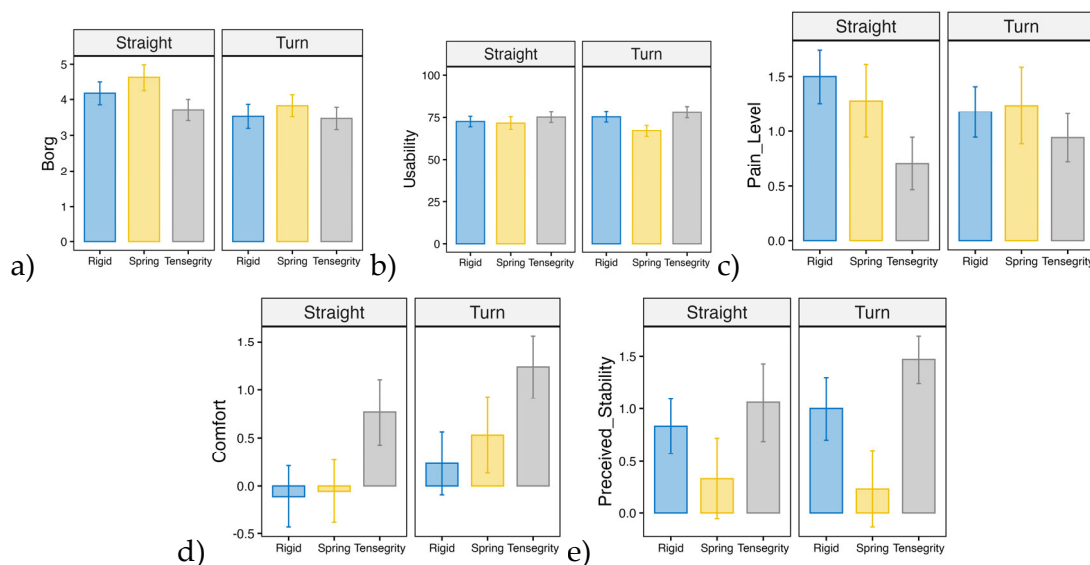 Straight Turn
Borg
5
4
3
2
1
0
Rigid Spring Tensegrity Rigid Spring Tensegrity
a)
Straight Turn
Usability
100
75
50
25
0
Rigid Spring Tensegrity Rigid Spring Tensegrity
b)
Straight Turn
Pain_Level
1.5
1.0
0.5
0.0
Rigid Spring Tensegrity Rigid Spring Tensegrity
c)
Straight Turn
Comfort
1.5
1.0
0.5
0.0
-0.5
Rigid Spring Tensegrity Rigid Spring Tensegrity
d)
Straight Turn
Preceived_Stability
1.5
1.0
0.5
0.0
Rigid Spring Tensegrity Rigid Spring Tensegrity
e)